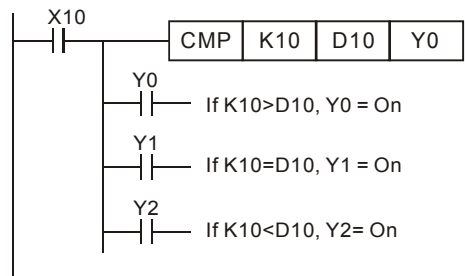 X10
CMP K10 D10 Y0
Y0
If K10>D10, Y0 = On
Y1
If K10=D10, Y1 = On
Y2
If K10<D10, Y2= On